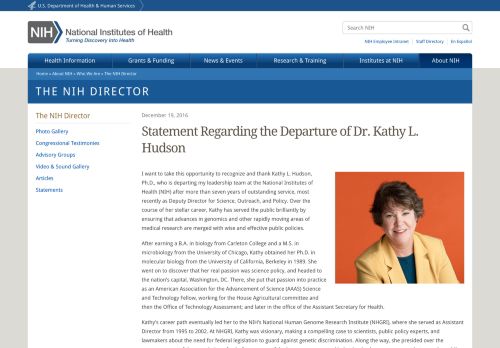 U.S. Department of Health & Human Services
NIH National Institutes of Health
Turning Discovery Into Health
Search NIH
NIH Employee Intranet | Staff Directory | En Español
Health Information
Grants & Funding
News & Events
Research & Training
Institutes at NIH
About NIH
Home » About NIH » Who We Are » The NIH Director
THE NIH DIRECTOR
The NIH Director
Photo Gallery
Congressional Testimonies
Advisory Groups
Video & Sound Gallery
Articles
Statements
December 19, 2016
Statement Regarding the Departure of Dr. Kathy L.
Hudson
I want to take this opportunity to recognize and thank Kathy L. Hudson,
Ph.D., who is departing my leadership team at the National Institutes of
Health (NIH) after more than seven years of outstanding service, most
recently as Deputy Director for Science, Outreach, and Policy. Over the
course of her stellar career, Kathy has served the public brilliantly by
ensuring that advances in genomics and other rapidly moving areas of
medical research are merged with wise and effective public policies.
After earning a B.A. in biology from Carleton College and a M.S. in
microbiology from the University of Chicago, Kathy obtained her Ph.D. in
molecular biology from the University of California, Berkeley in 1989. She
went on to discover that her real passion was science policy, and headed to the
nation's capital, Washington, DC. There, she put that passion into practice
as an American Association for the Advancement of Science (AAAS) Science
and Technology Fellow, working for the House Agricultural committee and
then the Office of Technology Assessment; and later in the office of the Assistant Secretary for Health.
Kathy's career path eventually led her to the NIH's National Human Genome Research Institute (NHGRI), where she served as Assistant
Director from 1995 to 2002. At NHGRI, Kathy was visionary, making a compelling case to scientists, public policy experts, and
lawmakers about the need for federal legislation to guard against genetic discrimination. Along the way, she presided over the